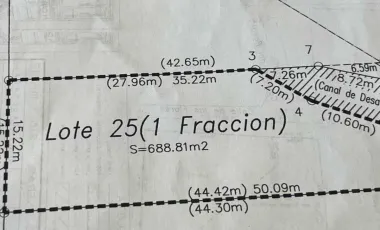 (42.65m)
3
7
(27.96m) 35.22m
.26m
6.59m
8.72m
(7.20m)
(Canal de Desa
4
(10.60m)
15.22m
Lote 25(1 Fraccion)
S=688.81m2
(44.42m) 50.09m
(44.30m)